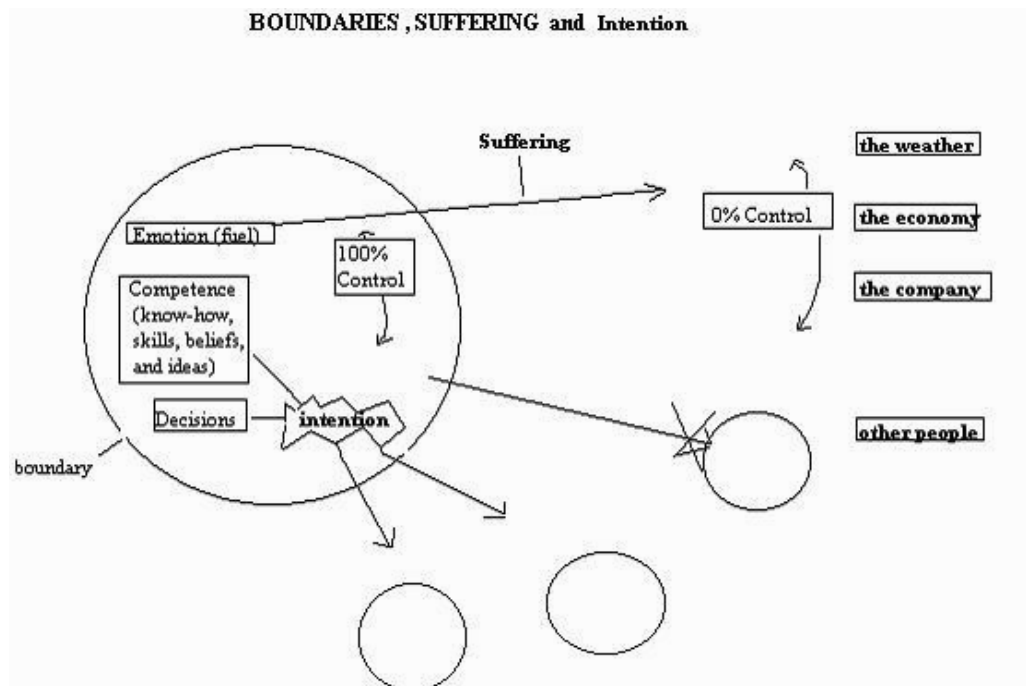 BOUNDARIES , SUFFERING and Intention
Suffering
the weather
0% Control
the economy
Emotion (fuel)
100%
Control
Competence
(know-how,
skills, beliefs,
and ideas)
the company
Decisions
intention
other people
boundary